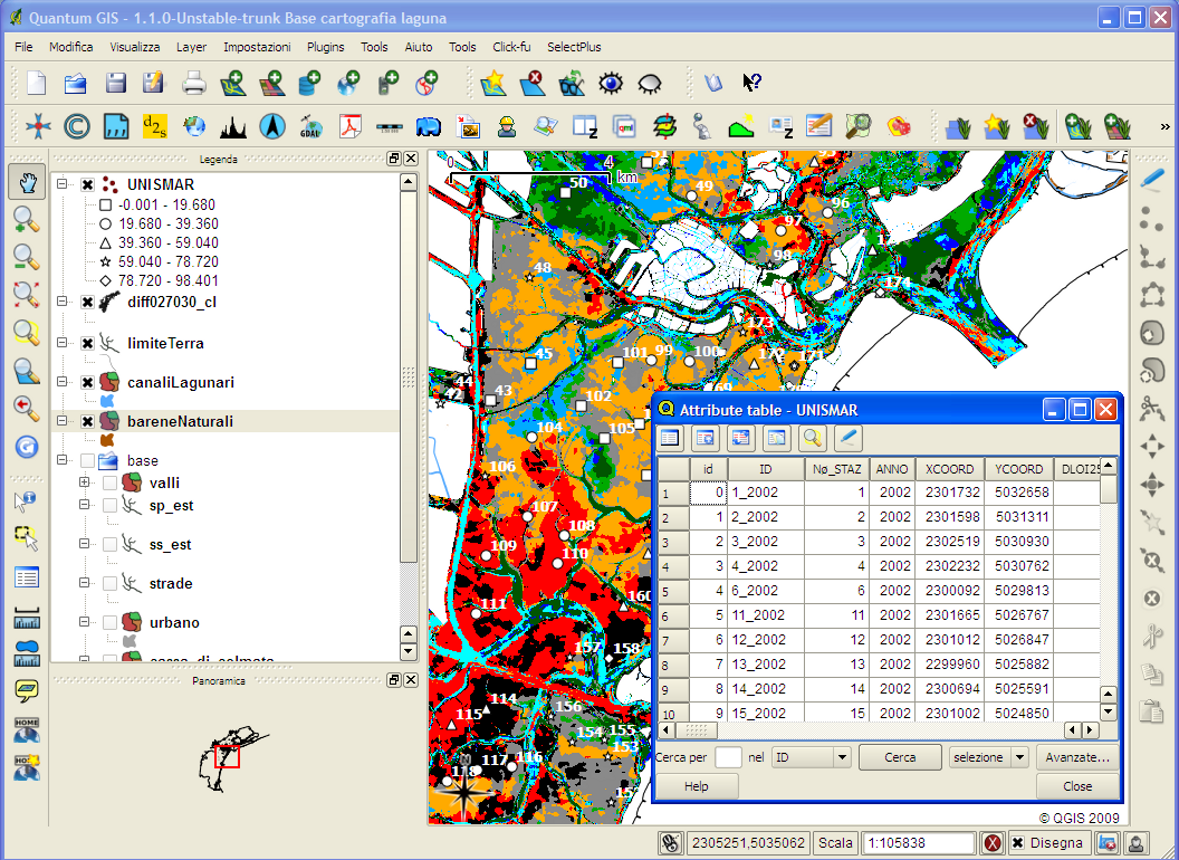 Quantum GIS - 1.1.0-Unstable-trunk Base cartografia laguna
File Modifica Visualizza Layer Impostazioni Plugins Tools Aiuto Tools Click-fu SelectPlus
d2s
GDAL
Z
qml
Z
»
Legenda
UNISMAR
-0.001 - 19.680
19.680 - 39.360
39.360 - 59.040
59.040 - 78.720
78.720 - 98.401
diff027030_cl
limiteTerra
canaliLagunari
bareneNaturali
base
valli
sp_est
ss_est
strade
urbano
HOME
Panoramica
0 4
km
50
49
96
97
98
48
174
173
172
171
45
101
99
100
44
42
43
102
104
105
106
107
108
109
110
111
160
157
158
114
115
156
154
155
153
117
116
118
N
Attribute table - UNISMAR
id ID Nø_STAZ ANNO XCOORD YCOORD DLOI25
1 0 1_2002 1 2002 2301732 5032658
2 1 2_2002 2 2002 2301598 5031311
3 2 3_2002 3 2002 2302519 5030930
4 3 4_2002 4 2002 2302232 5030762
5 4 6_2002 6 2002 2300092 5029813
6 5 11_2002 11 2002 2301665 5026767
7 6 12_2002 12 2002 2301012 5026847
8 7 13_2002 13 2002 2299960 5025882
9 8 14_2002 14 2002 2300694 5025591
10 9 15_2002 15 2002 2301002 5024850
Cerca per nel ID Cerca selezione Avanzate...
Help Close
© QGIS 2009
2305251,5035062 Scala 1:105838 Disegna